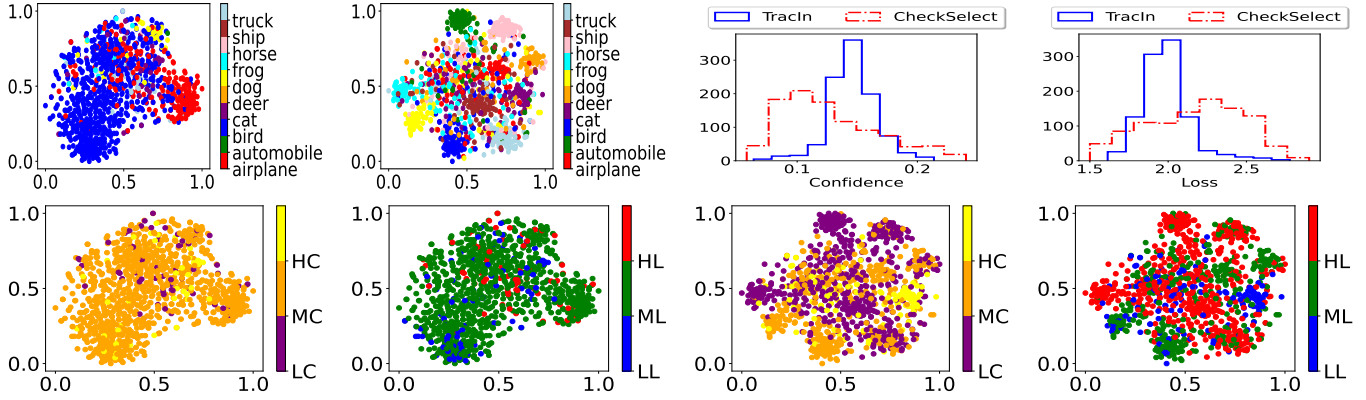 1.0
0.5
0.0
0.0 0.5 1.0
truck
ship
horse
frog
dog
deer
cat
bird
automobile
airplane
1.0
0.5
0.0
0.0 0.5 1.0
truck
ship
horse
frog
dog
deer
cat
bird
automobile
airplane
TracIn CheckSelect
300
200
100
0
0.1 0.2
Confidence
TracIn CheckSelect
300
200
100
0
1.5 2.0 2.5
Loss
1.0
0.5
0.0
0.0 0.5 1.0
HC
MC
LC
1.0
0.5
0.0
0.0 0.5 1.0
HL
ML
LL
1.0
0.5
0.0
0.0 0.5 1.0
HC
MC
LC
1.0
0.5
0.0
0.0 0.5 1.0
HL
ML
LL